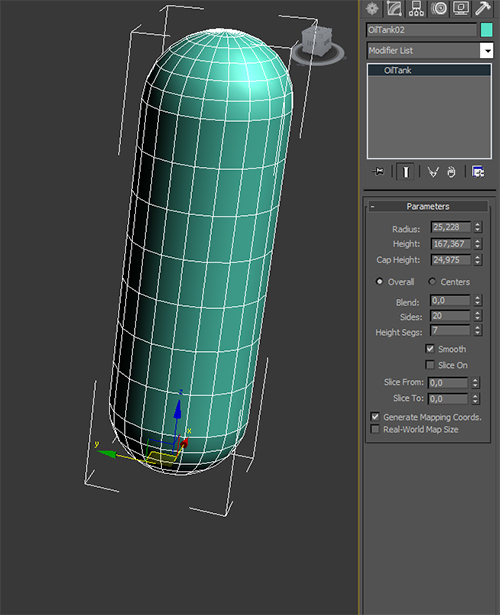 OilTank02
Modifier List
OilTank
- Parameters
Radius: 25,228
Height: 167,367
Cap Height: 24,975
Overall Centers
Blend: 0,0
Sides: 20
Height Segs: 7
Smooth
Slice On
Slice From: 0,0
Slice To: 0,0
Generate Mapping Coords.
Real-World Map Size
z
x
y